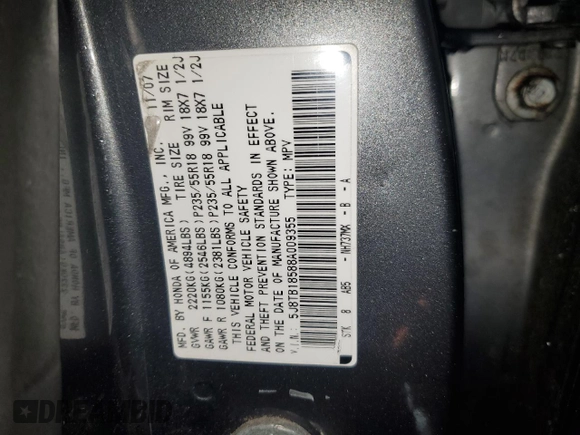 MFD. BY HONDA OF AMERICA MFG., INC. 11/07
TIRE SIZE RIM SIZE
GVWR 2220KG(4894LBS)
GAWR F 1155KG(2546LBS)P235/55R18 99V 18X7 1/2J
GAWR R 1080KG(2381LBS)P235/55R18 99V 18X7 1/2J
THIS VEHICLE CONFORMS TO ALL APPLICABLE
FEDERAL MOTOR VEHICLE SAFETY
AND THEFT PREVENTION STANDARDS IN EFFECT
ON THE DATE OF MANUFACTURE SHOWN ABOVE.
V.I.N.: 5J8TB18588A009355 TYPE: MPV
STK 8 AB5 - NH737MX - B - A
DREAMBID